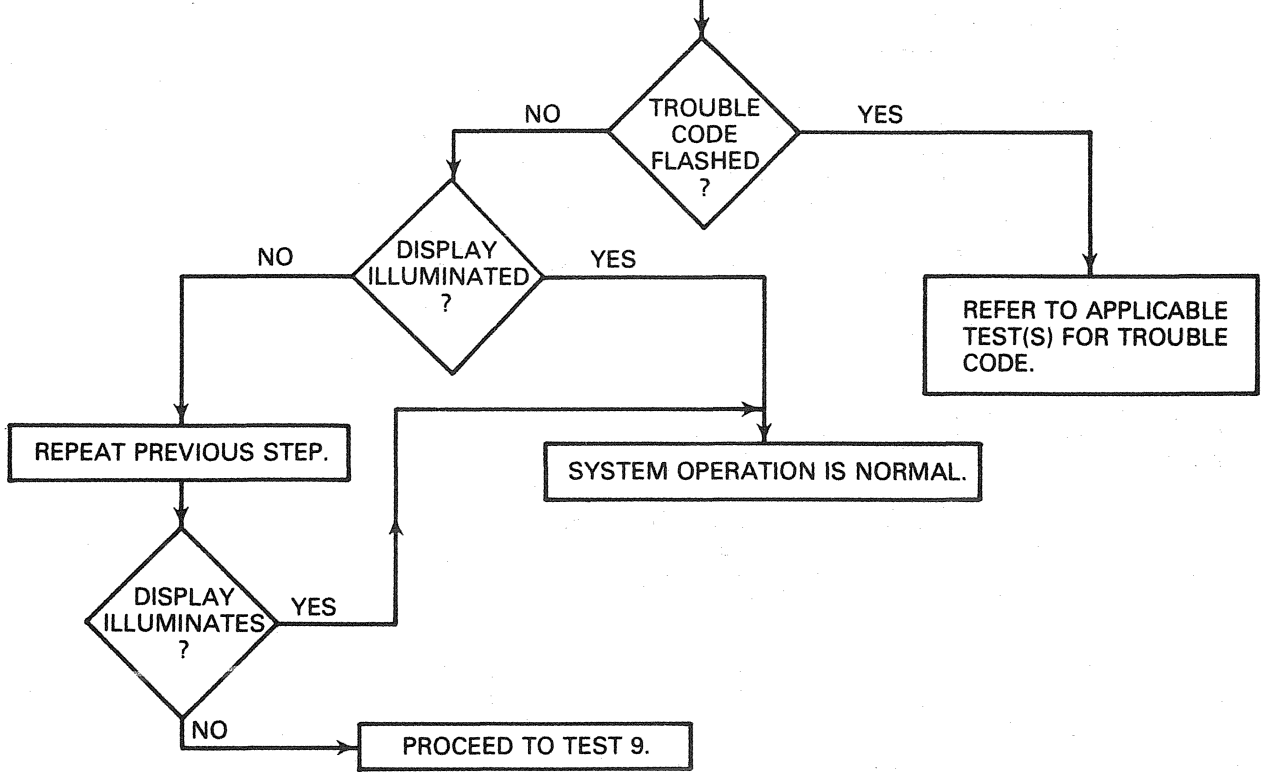 TROUBLE
CODE
FLASHED
?
NO
YES
DISPLAY
ILLUMINATED
?
NO
YES
REFER TO APPLICABLE
TEST(S) FOR TROUBLE
CODE.
REPEAT PREVIOUS STEP.
SYSTEM OPERATION IS NORMAL.
DISPLAY
ILLUMINATES
?
YES
NO
PROCEED TO TEST 9.